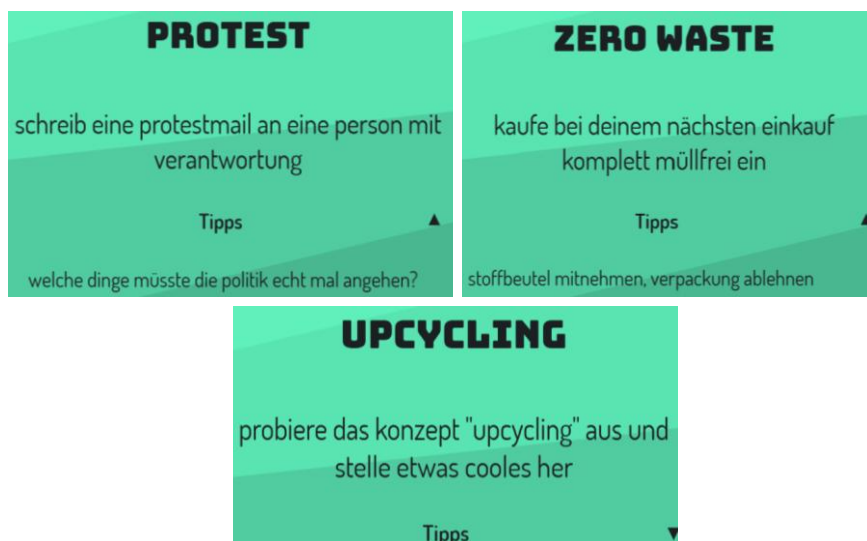 PROTEST
schreib eine protestmail an eine person mit
verantwortung
Tipps ▲
welche dinge müsste die politik echt mal angehen?
ZERO WASTE
kaufe bei deinem nächsten einkauf
komplett müllfrei ein
Tipps ▲
stoffbeutel mitnehmen, verpackung ablehnen
UPCYCLING
probiere das konzept "upcycling" aus und
stelle etwas cooles her
Tipps ▼